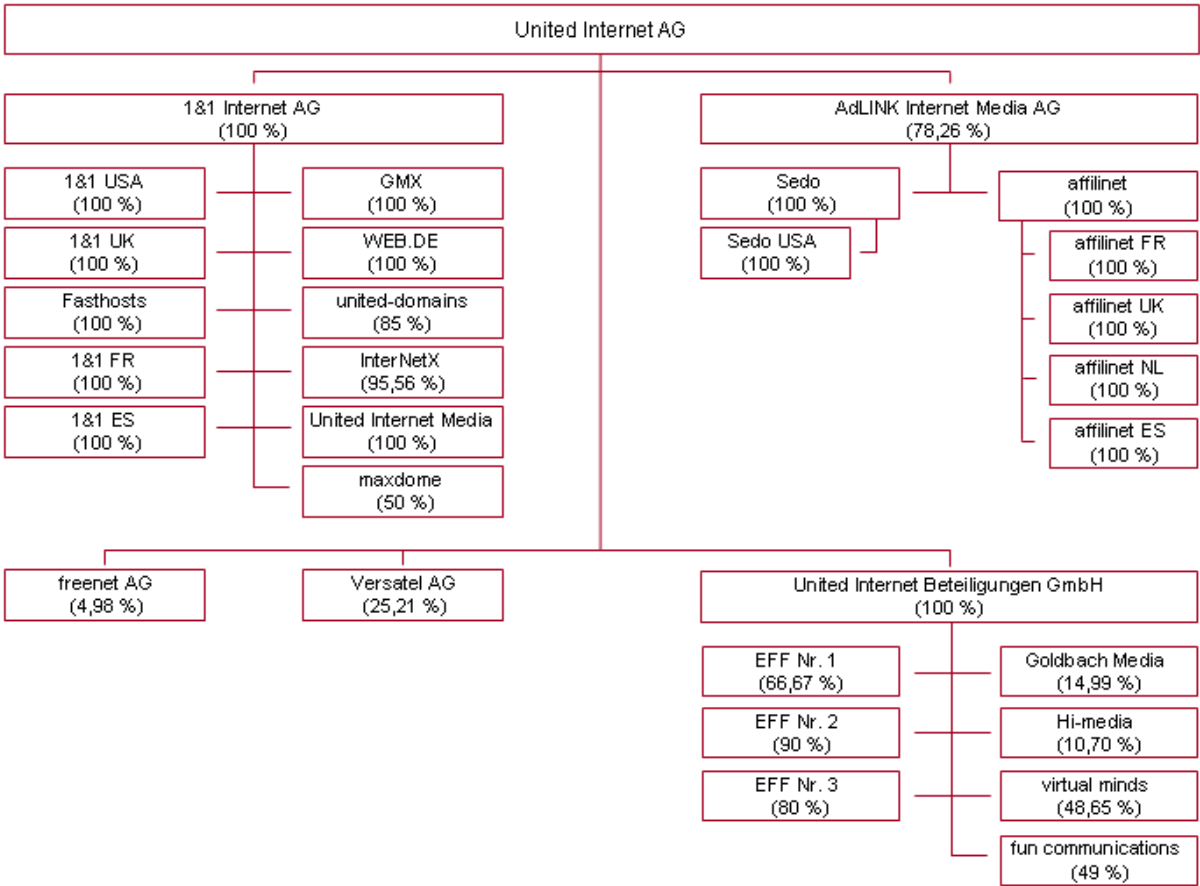 United Internet AG
1&1 Internet AG
(100 %)
AdLINK Internet Media AG
(78,26 %)
1&1 USA
(100 %)
GMX
(100 %)
1&1 UK
(100 %)
WEB.DE
(100 %)
Fasthosts
(100 %)
united-domains
(85 %)
1&1 FR
(100 %)
InterNetX
(95,56 %)
1&1 ES
(100 %)
United Internet Media
(100 %)
maxdome
(50 %)
Sedo
(100 %)
Sedo USA
(100 %)
affilinet
(100 %)
affilinet FR
(100 %)
affilinet UK
(100 %)
affilinet NL
(100 %)
affilinet ES
(100 %)
freenet AG
(4,98 %)
Versatel AG
(25,21 %)
United Internet Beteiligungen GmbH
(100 %)
EFF Nr. 1
(66,67 %)
Goldbach Media
(14,99 %)
EFF Nr. 2
(90 %)
Hi-media
(10,70 %)
EFF Nr. 3
(80 %)
virtual minds
(48,65 %)
fun communications
(49 %)